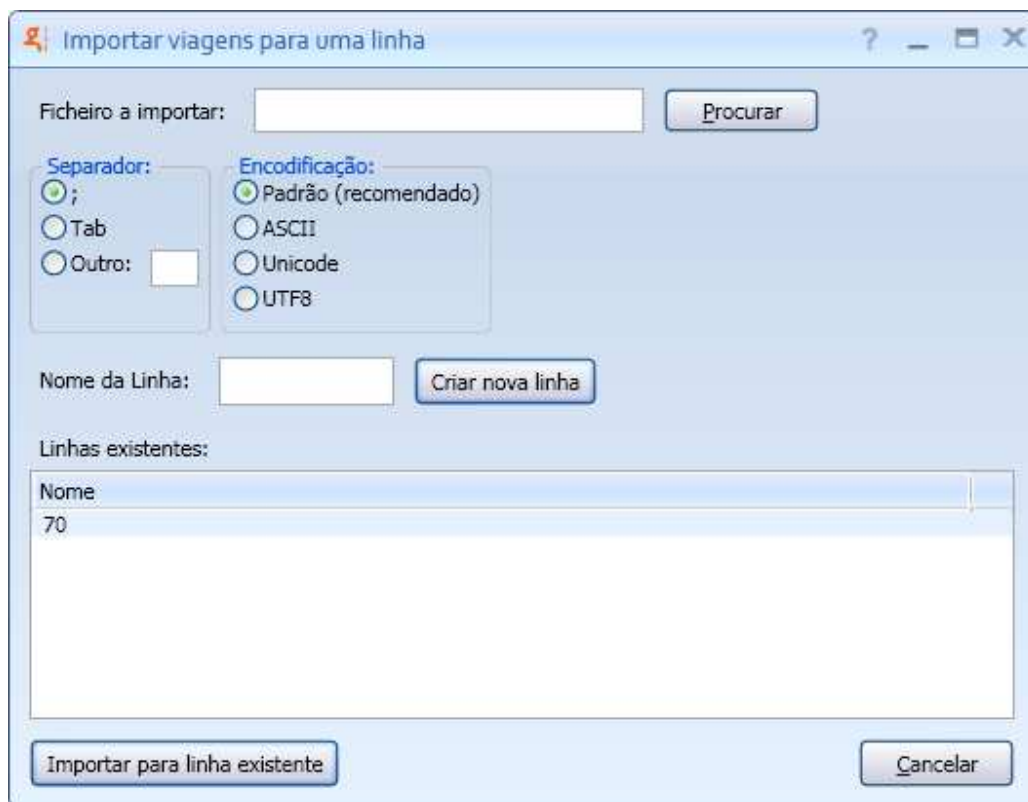 Importar viagens para uma linha
Ficheiro a importar: Procurar
Separador: Encodificação:
; Padrão (recomendado)
Tab ASCII
Outro: Unicode
UTF8
Nome da Linha: Criar nova linha
Linhas existentes:
Nome
70
Importar para linha existente Cancelar